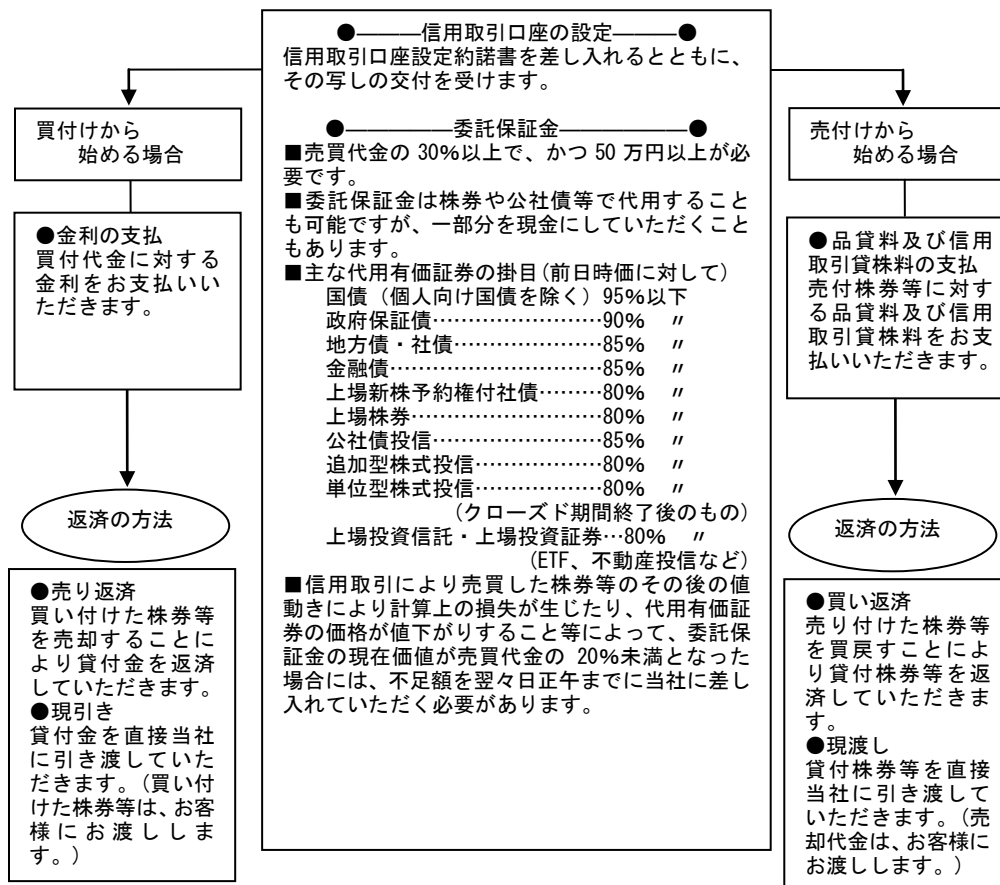 ●———信用取引口座の設定———●
信用取引口座設定約諾書を差し入れるとともに、
その写しの交付を受けます。
●—————委託保証金—————●
■売買代金の 30%以上で、かつ 50 万円以上が必
要です。
■委託保証金は株券や公社債等で代用すること
も可能ですが、一部分を現金にしていただくこと
もあります。
■主な代用有価証券の掛目(前日時価に対して)
国債（個人向け国債を除く）95%以下
政府保証債……………………90% 〃
地方債・社債…………………85% 〃
金融債…………………………85% 〃
上場新株予約権付社債………80% 〃
上場株券………………………80% 〃
公社債投信……………………85% 〃
追加型株式投信………………80% 〃
単位型株式投信………………80% 〃
(クローズド期間終了後のもの)
上場投資信託・上場投資証券…80% 〃
(ETF、不動産投信など)
■信用取引により売買した株券等のその後の値
動きにより計算上の損失が生じたり、代用有価証
券の価格が値下がりすること等によって、委託保
証金の現在価値が売買代金の 20%未満となった
場合には、不足額を翌々日正午までに当社に差し
入れていただく必要があります。
買付けから
始める場合
●金利の支払
買付代金に対する
金利をお支払いい
ただきます。
返済の方法
●売り返済
買い付けた株券等
を売却することに
より貸付金を返済
していただきます。
●現引き
貸付金を直接当社
に引き渡していた
だきます。(買い付
けた株券等は、お客
様にお渡ししま
す。)
売付けから
始める場合
●品貸料及び信用
取引貸株料の支払
売付株券等に対す
る品貸料及び信用
取引貸株料をお支
払いいただきます。
返済の方法
●買い返済
売り付けた株券等
を買戻すことによ
り貸付株券等を返
済していただきま
す。
●現渡し
貸付株券等を直接
当社に引き渡して
いただきます。(売
却代金は、お客様に
お渡しします。)